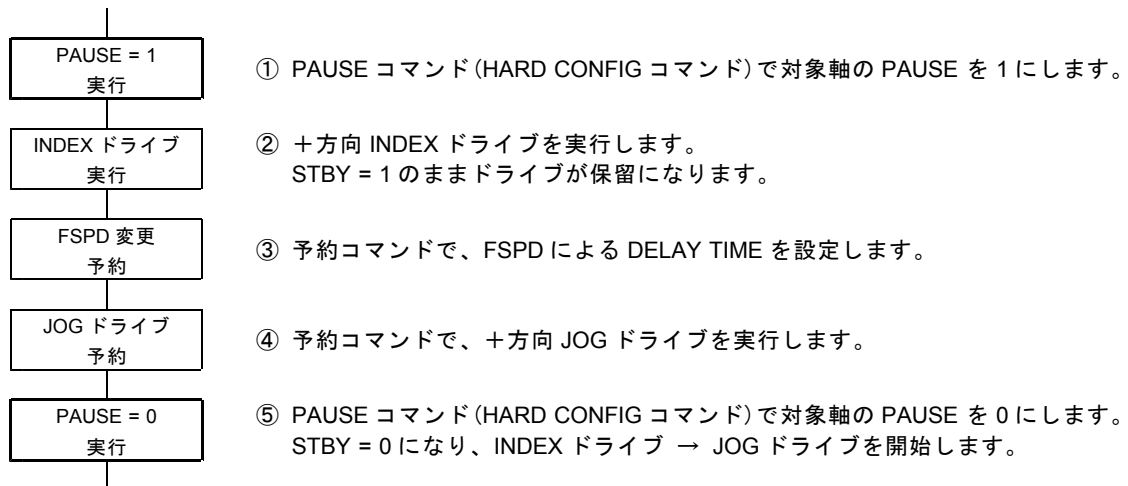 PAUSE = 1
実行
① PAUSE コマンド(HARD CONFIG コマンド)で対象軸の PAUSE を 1 にします。
INDEX ドライブ
実行
② ＋方向 INDEX ドライブを実行します。
STBY = 1 のままドライブが保留になります。
FSPD 変更
予約
③ 予約コマンドで、FSPD による DELAY TIME を設定します。
JOG ドライブ
予約
④ 予約コマンドで、＋方向 JOG ドライブを実行します。
PAUSE = 0
実行
⑤ PAUSE コマンド(HARD CONFIG コマンド)で対象軸の PAUSE を 0 にします。
STBY = 0 になり、INDEX ドライブ → JOG ドライブを開始します。